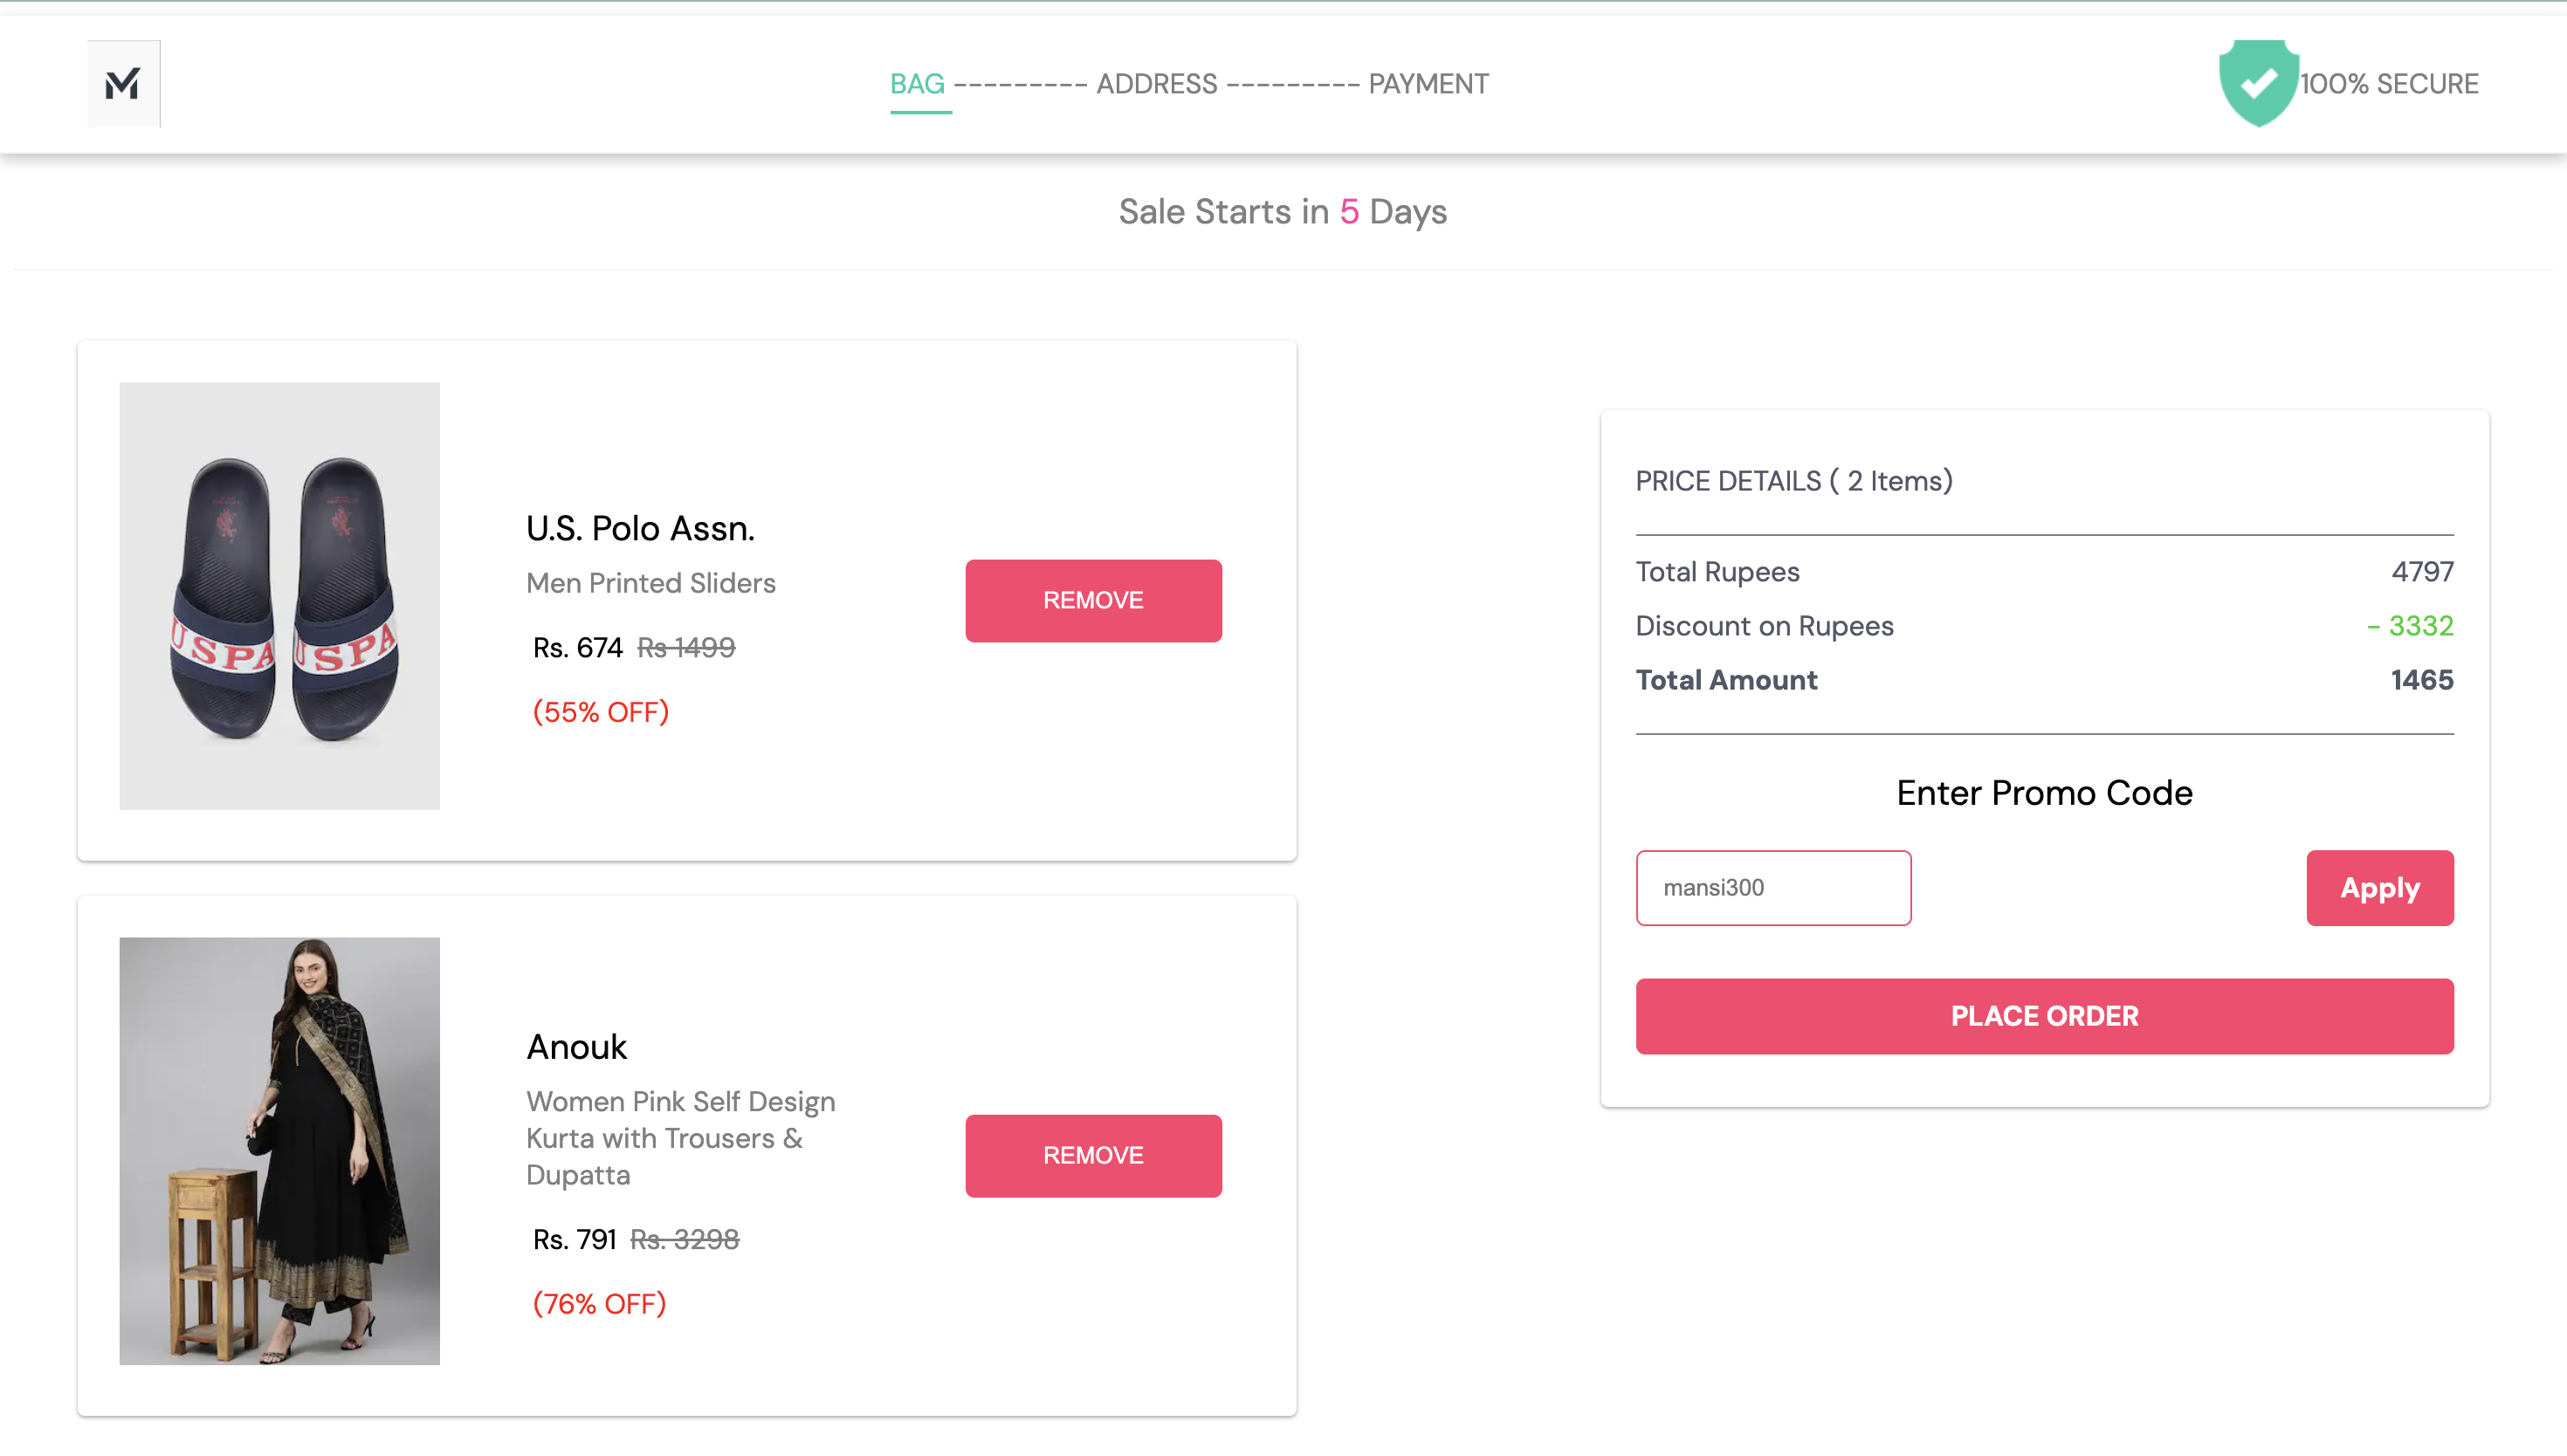 M
BAG --------- ADDRESS --------- PAYMENT
100% SECURE
Sale Starts in 5 Days
USPA USPA
U.S. Polo Assn.
Men Printed Sliders
Rs. 674 Rs 1499
(55% OFF)
REMOVE
Anouk
Women Pink Self Design
Kurta with Trousers &
Dupatta
Rs. 791 Rs. 3298
(76% OFF)
REMOVE
PRICE DETAILS ( 2 Items)
Total Rupees 4797
Discount on Rupees - 3332
Total Amount 1465
Enter Promo Code
mansi300
Apply
PLACE ORDER